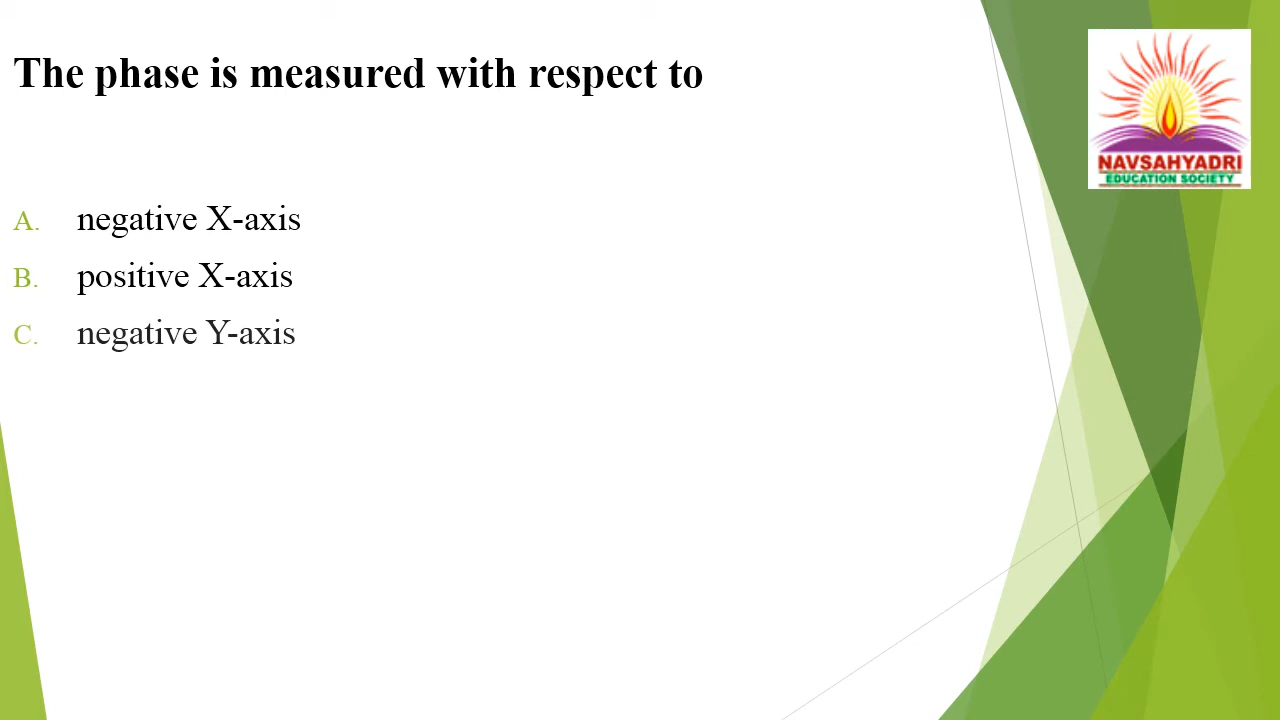 The phase is measured with respect to
NAVSAHYADRI
EDUCATION SOCIETY
A. negative X-axis
B. positive X-axis
C. negative Y-axis